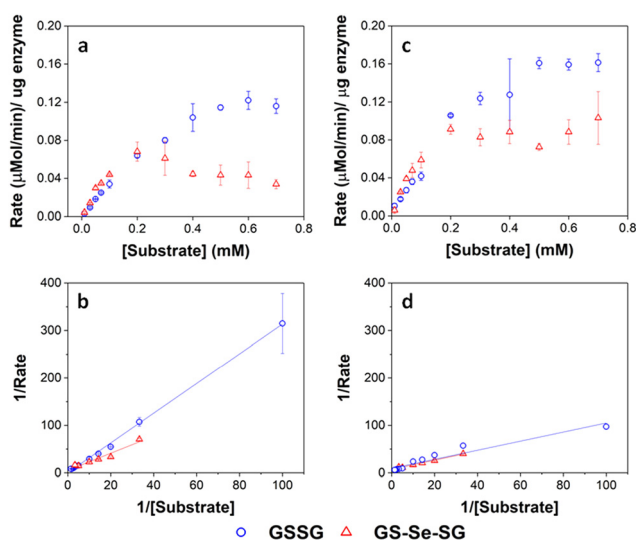 a
c
Rate (μMol/min)/ ug enzyme
0.20
0.16
0.12
0.08
0.04
0.00
0.0 0.2 0.4 0.6 0.8
[Substrate] (mM)
Rate (μMol/min)/ μg enzyme
0.20
0.16
0.12
0.08
0.04
0.00
0.0 0.2 0.4 0.6 0.8
[Substrate] (mM)
b
d
1/Rate
400
300
200
100
0
0 20 40 60 80 100
1/[Substrate]
1/Rate
400
300
200
100
0
0 20 40 60 80 100
1/[Substrate]
GSSG GS-Se-SG